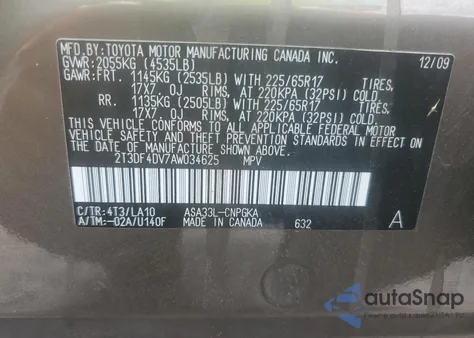 MFD.BY: TOYOTA MOTOR MANUFACTURING CANADA INC.
GVWR: 2055KG (4535LB) 12/09
GAWR: FRT. 1145KG (2535LB) WITH 225/65R17 TIRES,
17X7.0J RIMS, AT 220KPA (32PSI) COLD
RR. 1135KG (2505LB) WITH 225/65R17 TIRES,
17X7.0J RIMS, AT 220KPA (32PSI) COLD
THIS VEHICLE CONFORMS TO ALL APPLICABLE FEDERAL MOTOR
VEHICLE SAFETY AND THEFT PREVENTION STANDARDS IN EFFECT
ON THE DATE OF MANUFACTURE SHOWN ABOVE.
2T3DF4DV7AW034625 MPV
C/TR: 4T3/LA10 ASA33L-CNPGKA
A/TM: -02A/U140F MADE IN CANADA 632 A
autoSnap